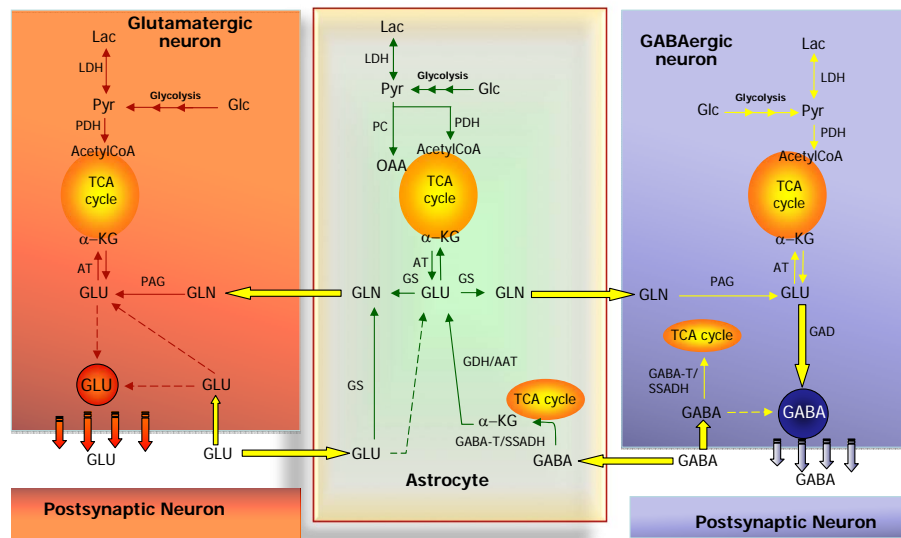 Glutamatergic
neuron
Lac
LDH
Pyr
Glycolysis
Glc
PDH
AcetylCoA
TCA
cycle
α–KG
AT
GLU
PAG
GLN
GLU
GLU
GLU
GLU
Postsynaptic Neuron
Lac
LDH
Pyr
Glycolysis
Glc
PC
PDH
OAA
AcetylCoA
TCA
cycle
α–KG
AT
GLN
GS
GLU
GS
GLN
GS
GDH/AAT
TCA cycle
α–KG
GABA-T/SSADH
GLU
GABA
Astrocyte
GABAergic
neuron
Lac
LDH
Glc
Glycolysis
Pyr
PDH
AcetylCoA
TCA
cycle
α–KG
AT
GLN
PAG
GLU
GAD
TCA cycle
GABA-T/
SSADH
GABA
GABA
GABA
GABA
Postsynaptic Neuron